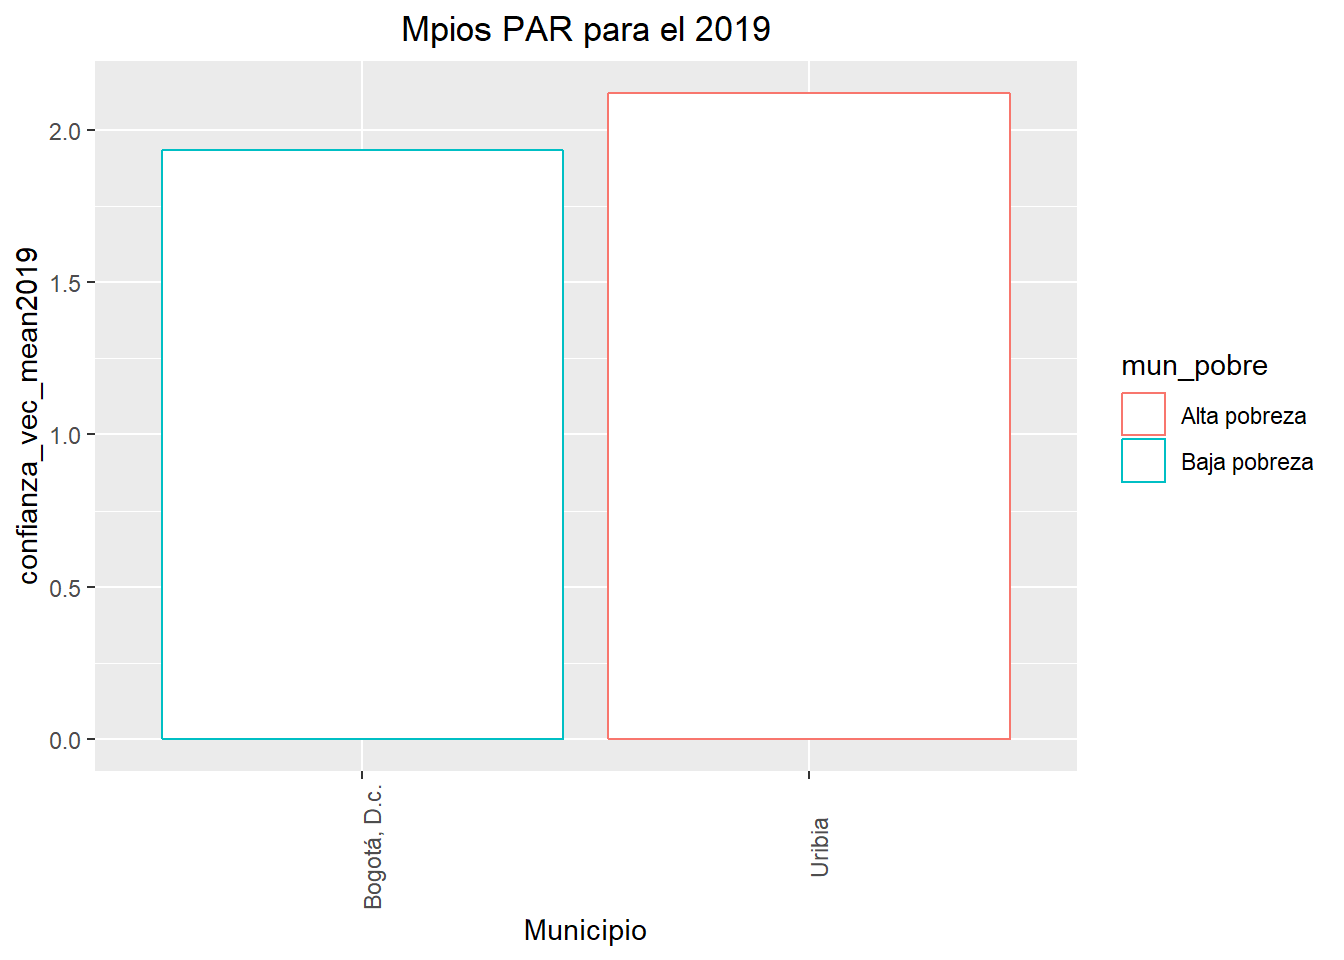 Mpios PAR para el 2019
confianza_vec_mean2019
2.0
1.5
1.0
0.5
0.0
Bogotá, D.c.
Uribia
Municipio
mun_pobre
Alta pobreza
Baja pobreza